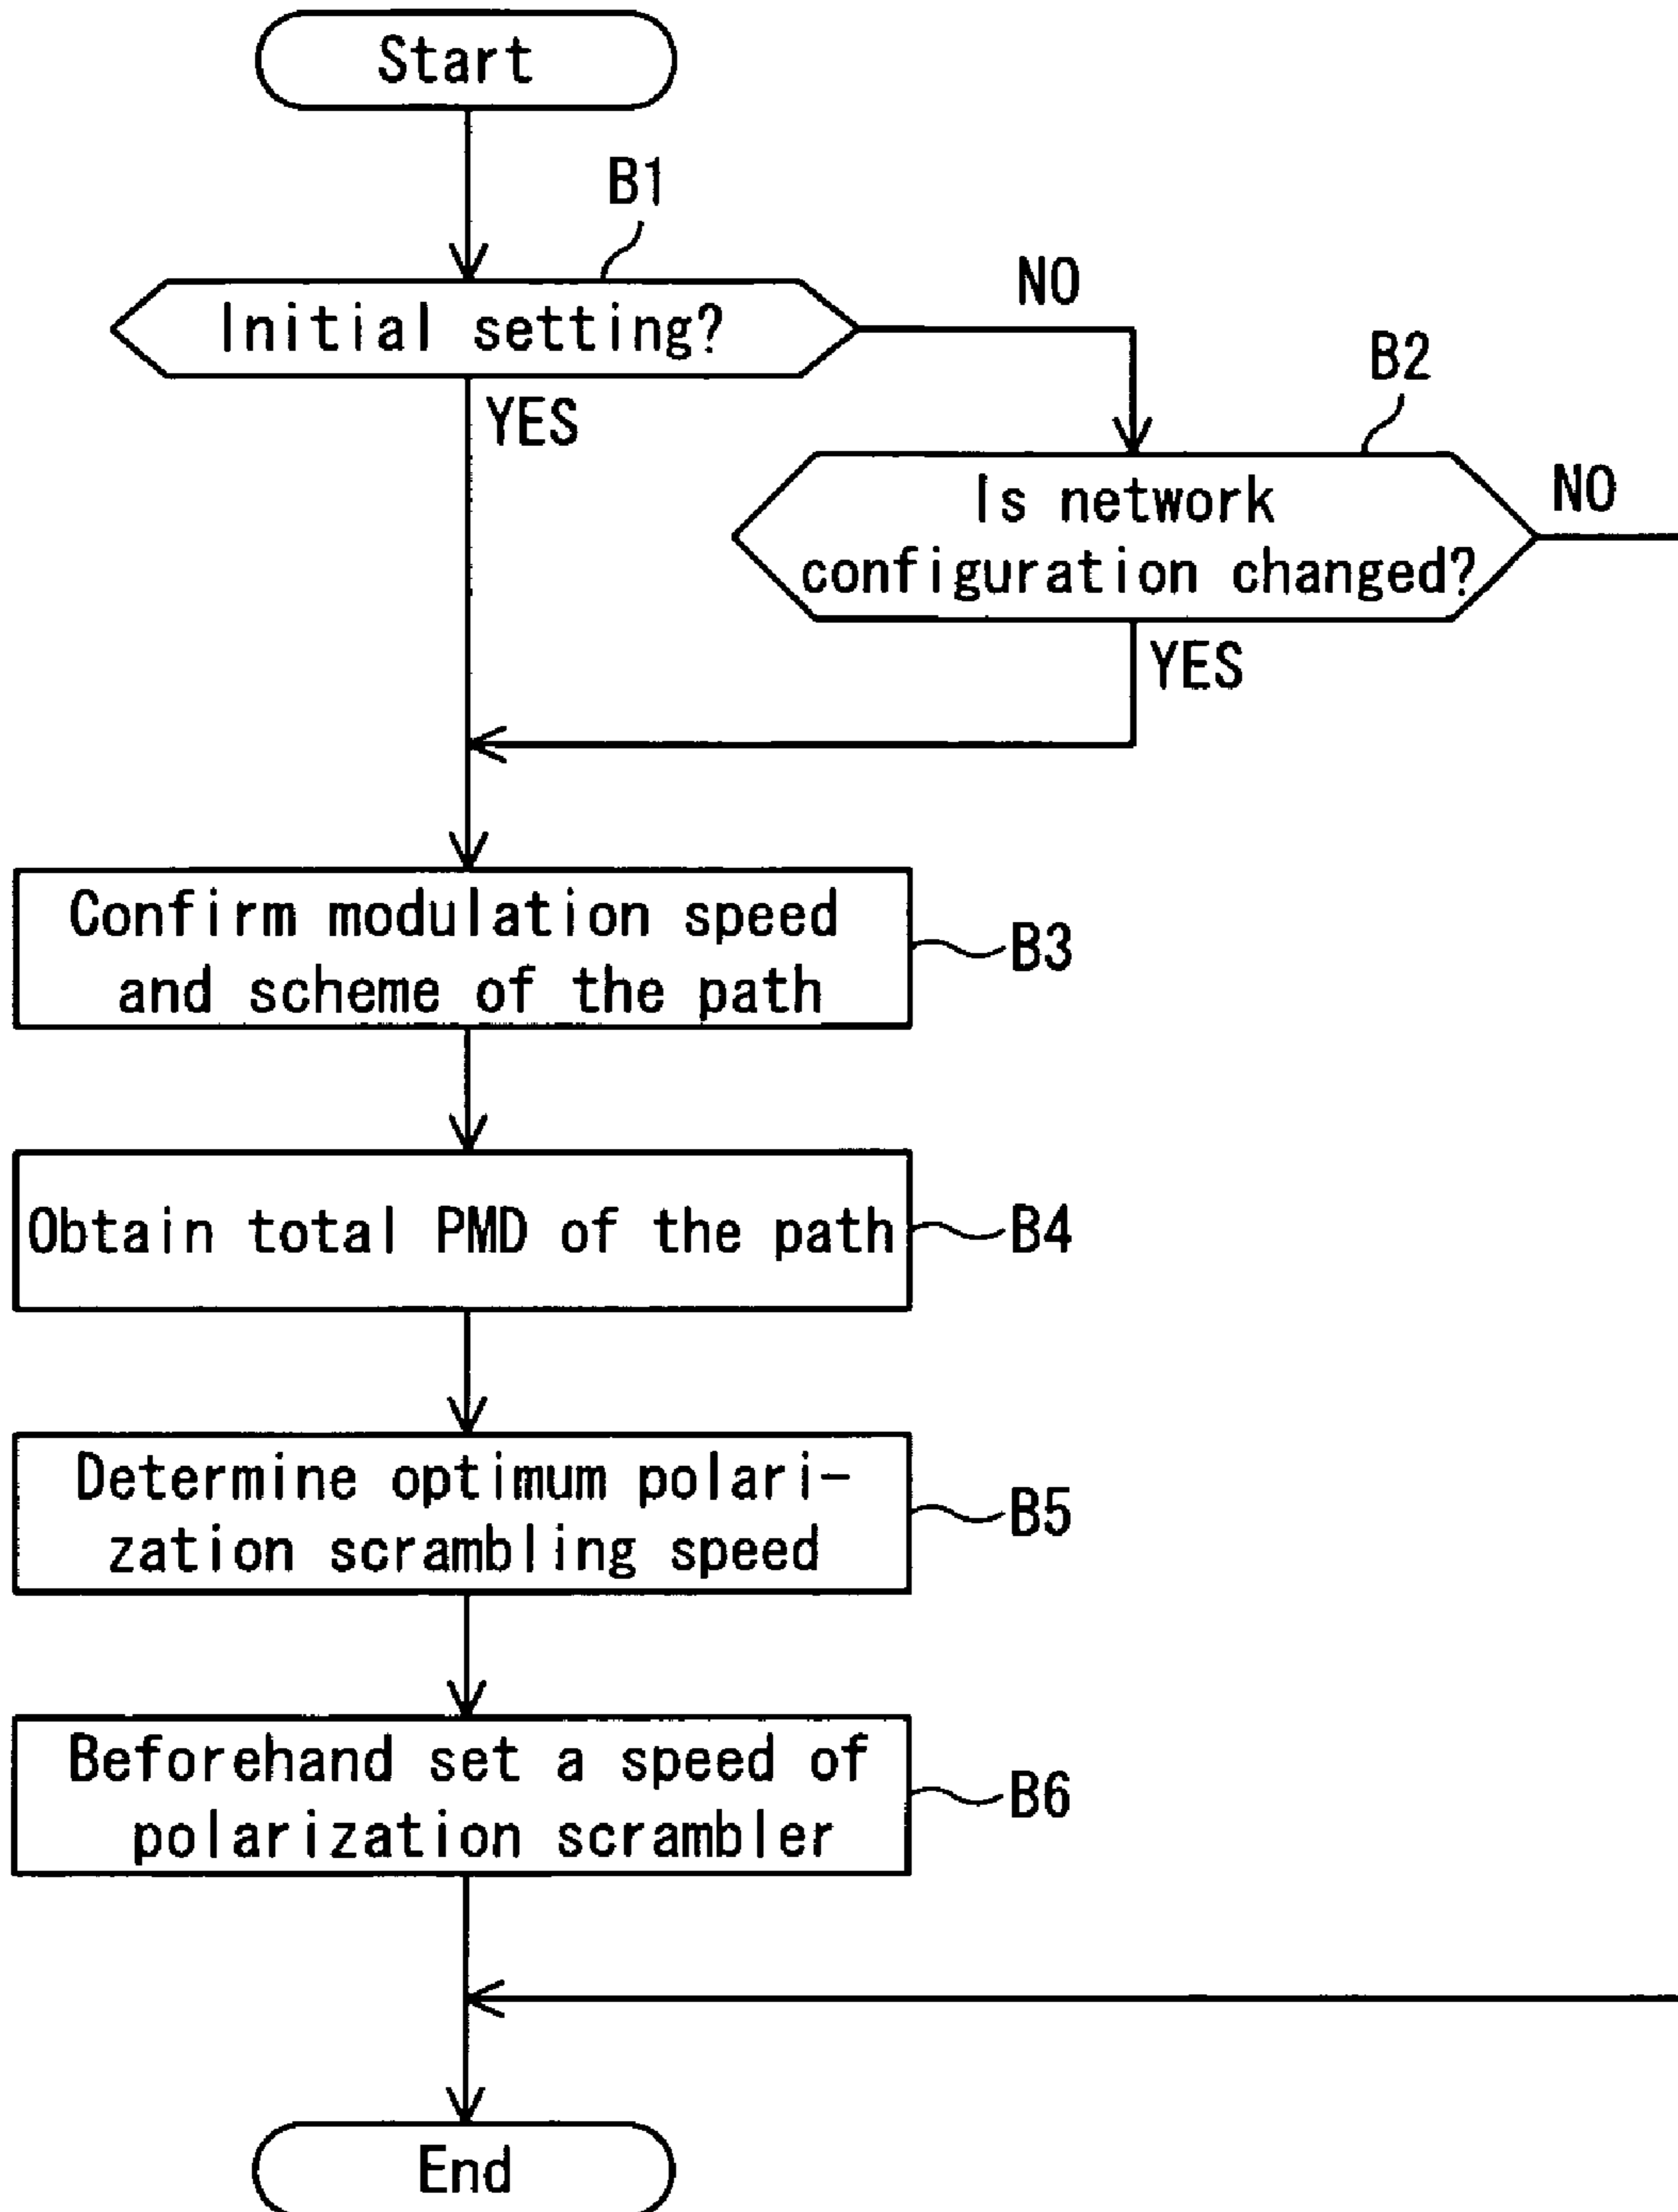 Start
B1
Initial setting?
NO
YES
B2
Is network
configuration changed?
NO
YES
Confirm modulation speed
and scheme of the path
B3
Obtain total PMD of the path
B4
Determine optimum polari-
zation scrambling speed
B5
Beforehand set a speed of
polarization scrambler
B6
End